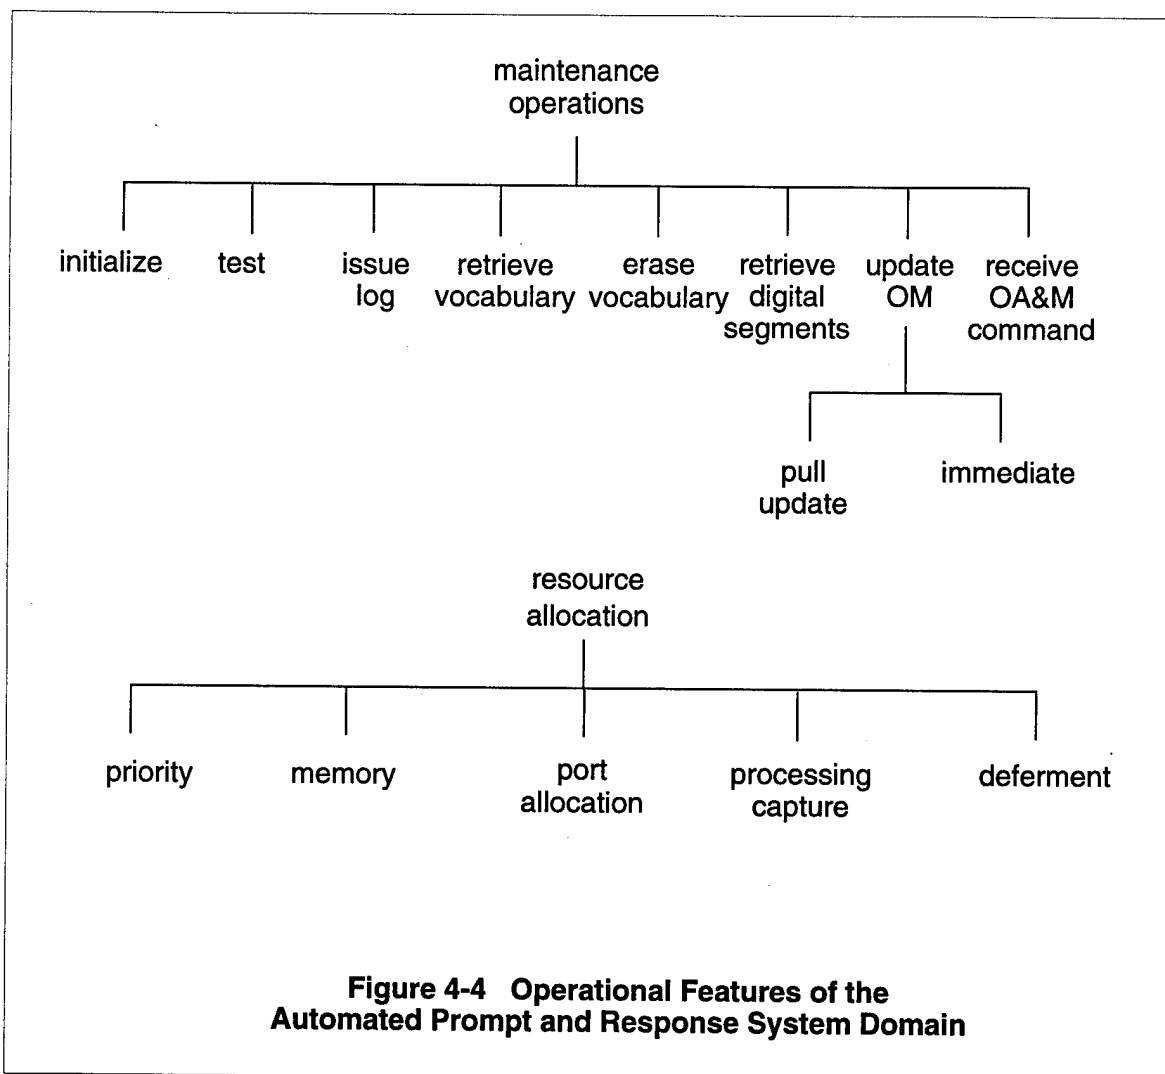 maintenance
operations
initialize test issue retrieve erase retrieve update receive
log vocabulary vocabulary digital OM OA&M
segments command
pull immediate
update
resource
allocation
priority memory port processing deferment
allocation capture
Figure 4-4 Operational Features of the
Automated Prompt and Response System Domain